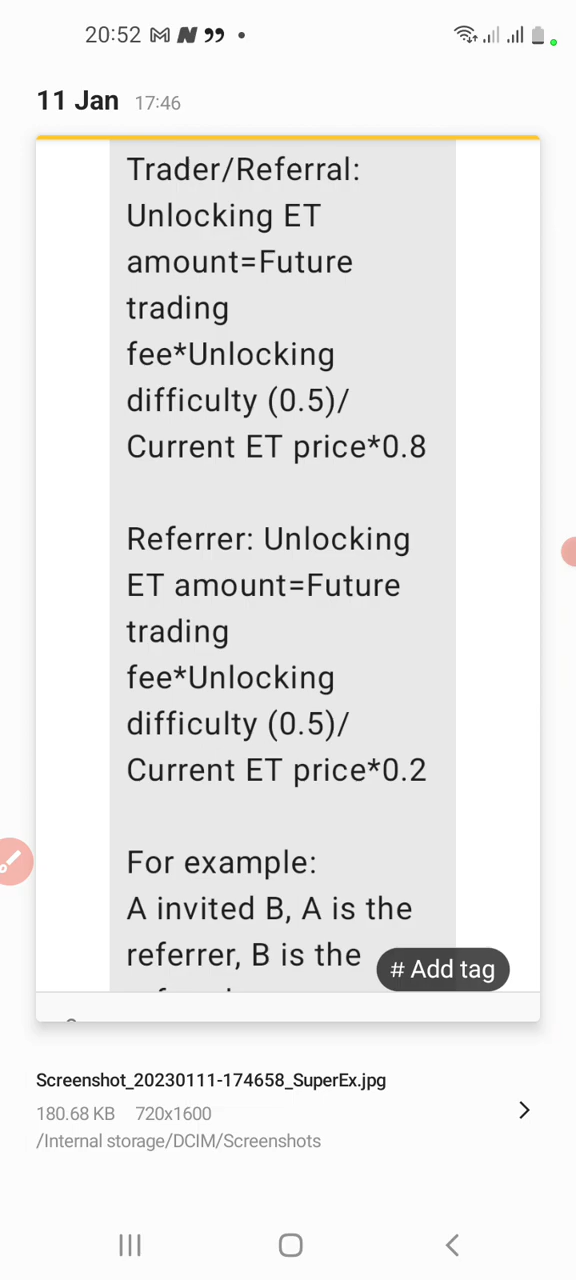 20:52
11 Jan 17:46
Trader/Referral:
Unlocking ET
amount=Future
trading
fee*Unlocking
difficulty (0.5)/
Current ET price*0.8
Referrer: Unlocking
ET amount=Future
trading
fee*Unlocking
difficulty (0.5)/
Current ET price*0.2
For example:
A invited B, A is the
referrer, B is the
# Add tag
Screenshot_20230111-174658_SuperEx.jpg
180.68 KB 720x1600
/Internal storage/DCIM/Screenshots